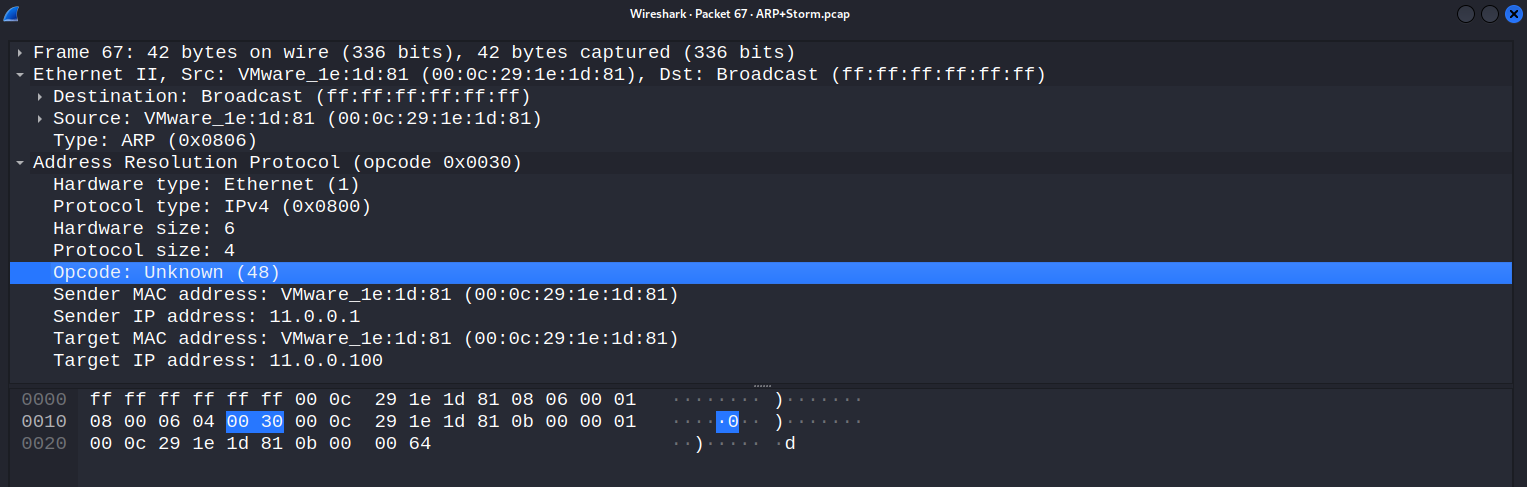 Wireshark · Packet 67 · ARP+Storm.pcap
Frame 67: 42 bytes on wire (336 bits), 42 bytes captured (336 bits)
Ethernet II, Src: VMware_1e:1d:81 (00:0c:29:1e:1d:81), Dst: Broadcast (ff:ff:ff:ff:ff:ff)
Destination: Broadcast (ff:ff:ff:ff:ff:ff)
Source: VMware_1e:1d:81 (00:0c:29:1e:1d:81)
Type: ARP (0x0806)
Address Resolution Protocol (opcode 0x0030)
Hardware type: Ethernet (1)
Protocol type: IPv4 (0x0800)
Hardware size: 6
Protocol size: 4
Opcode: Unknown (48)
Sender MAC address: VMware_1e:1d:81 (00:0c:29:1e:1d:81)
Sender IP address: 11.0.0.1
Target MAC address: VMware_1e:1d:81 (00:0c:29:1e:1d:81)
Target IP address: 11.0.0.100
0000 ff ff ff ff ff ff 00 0c 29 1e 1d 81 08 06 00 01 ········ )·······
0010 08 00 06 04 00 30 00 0c 29 1e 1d 81 0b 00 00 01 ·····0·· )·······
0020 00 0c 29 1e 1d 81 0b 00 00 64 ··)····· ·d